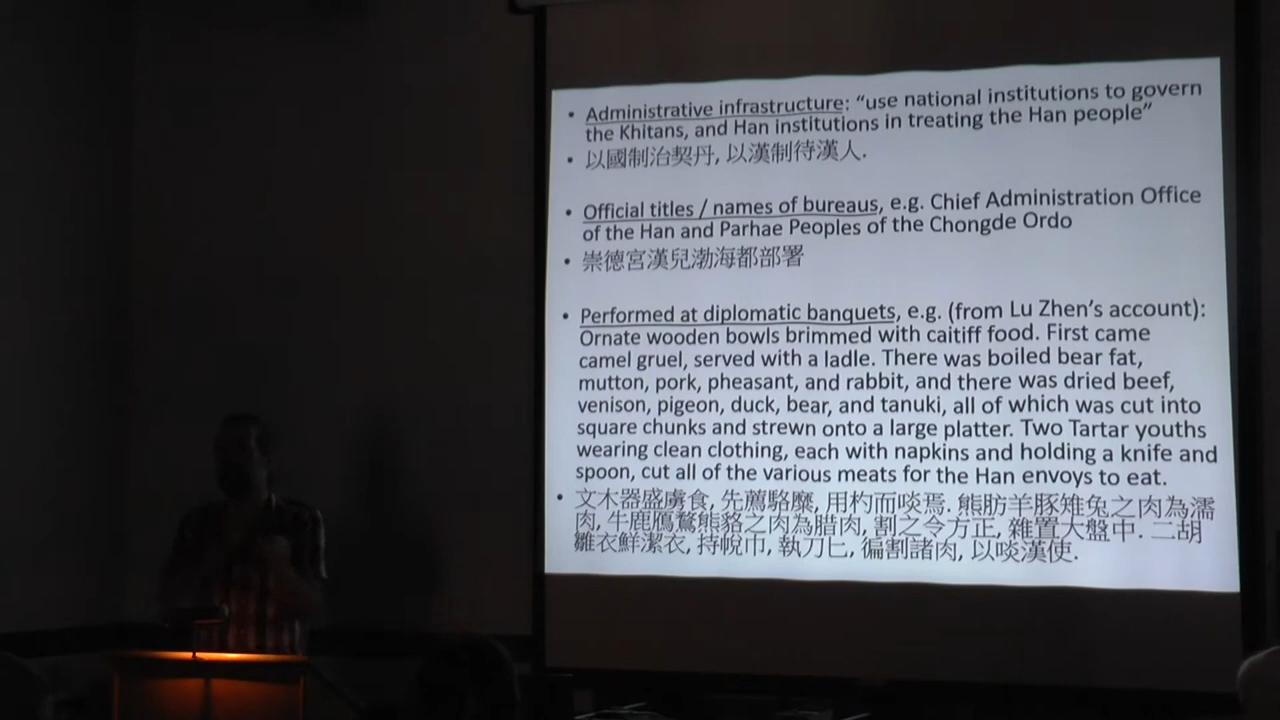 • Administrative infrastructure: “use national institutions to govern
the Khitans, and Han institutions in treating the Han people”
• 以國制治契丹, 以漢制待漢人.
• Official titles / names of bureaus, e.g. Chief Administration Office
of the Han and Parhae Peoples of the Chongde Ordo
• 崇德宮漢兒渤海都部署
• Performed at diplomatic banquets, e.g. (from Lu Zhen’s account):
Ornate wooden bowls brimmed with caitiff food. First came
camel gruel, served with a ladle. There was boiled bear fat,
mutton, pork, pheasant, and rabbit, and there was dried beef,
venison, pigeon, duck, bear, and tanuki, all of which was cut into
square chunks and strewn onto a large platter. Two Tartar youths
wearing clean clothing, each with napkins and holding a knife and
spoon, cut all of the various meats for the Han envoys to eat.
• 文木器盛虜食, 先薦駱糜, 用杓而啖焉. 熊肪羊豚雉兔之肉為濡
肉, 牛鹿鴈鶩熊貉之肉為腊肉, 割之令方正, 雜置大盤中. 二胡
雛衣鮮潔衣, 持帨巾, 執刀匕, 徧割諸肉, 以啖漢使.